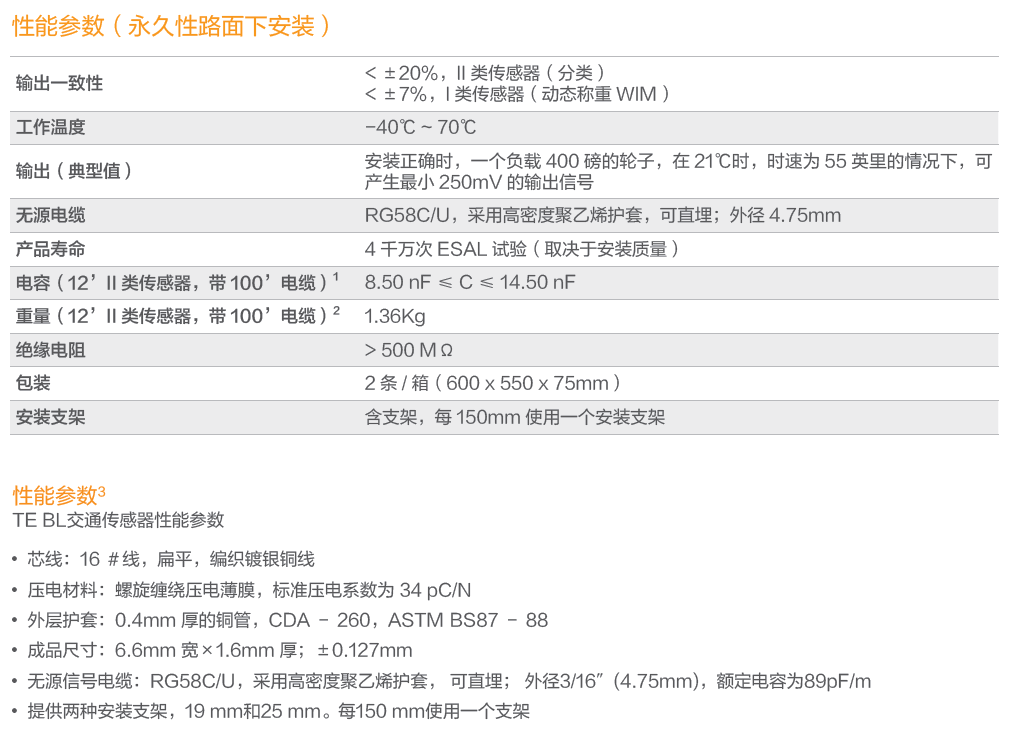 性能参数（永久性路面下安装）
输出一致性
< ±20%，II 类传感器（分类）
< ±7%，I 类传感器（动态称重 WIM）
工作温度
−40℃ ~ 70℃
输出（典型值）
安装正确时，一个负载 400 磅的轮子，在 21℃时，时速为 55 英里的情况下，可
产生最小 250mV 的输出信号
无源电缆
RG58C/U，采用高密度聚乙烯护套，可直埋；外径 4.75mm
产品寿命
4 千万次 ESAL 试验（取决于安装质量）
电容（12’ II 类传感器，带 100’ 电缆）¹
8.50 nF ≤ C ≤ 14.50 nF
重量（12’ II 类传感器，带 100’ 电缆）²
1.36Kg
绝缘电阻
> 500 M Ω
包装
2 条 / 箱（600 x 550 x 75mm）
安装支架
含支架，每 150mm 使用一个安装支架
性能参数³
TE BL交通传感器性能参数
• 芯线：16 #线，扁平，编织镀银铜线
• 压电材料：螺旋缠绕压电薄膜，标准压电系数为 34 pC/N
• 外层护套：0.4mm 厚的铜管，CDA − 260，ASTM BS87 − 88
• 成品尺寸：6.6mm 宽×1.6mm 厚；±0.127mm
• 无源信号电缆：RG58C/U，采用高密度聚乙烯护套， 可直埋； 外径3/16″（4.75mm)，额定电容为89pF/m
• 提供两种安装支架，19 mm和25 mm。每150 mm使用一个支架